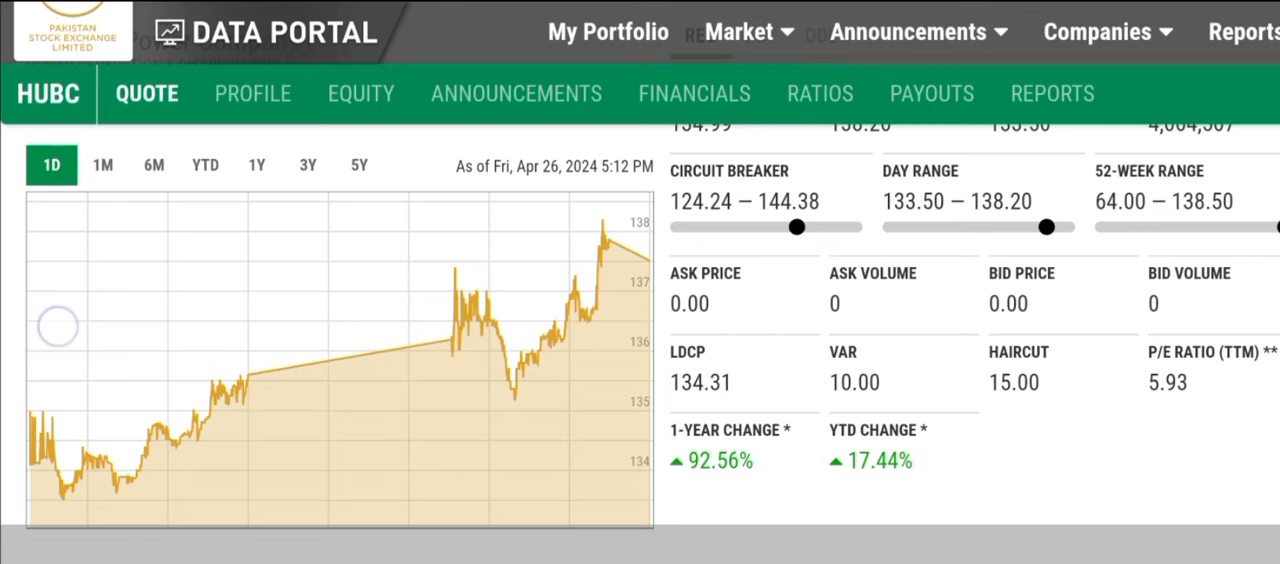 PAKISTAN
STOCK EXCHANGE
LIMITED
DATA PORTAL
My Portfolio Market Announcements Companies Reports
HUBC QUOTE PROFILE EQUITY ANNOUNCEMENTS FINANCIALS RATIOS PAYOUTS REPORTS
1D 1M 6M YTD 1Y 3Y 5Y As of Fri, Apr 26, 2024 5:12 PM
138
137
136
135
134
CIRCUIT BREAKER DAY RANGE 52-WEEK RANGE
124.24 — 144.38 133.50 — 138.20 64.00 — 138.50
ASK PRICE ASK VOLUME BID PRICE BID VOLUME
0.00 0 0.00 0
LDCP VAR HAIRCUT P/E RATIO (TTM) **
134.31 10.00 15.00 5.93
1-YEAR CHANGE * YTD CHANGE *
92.56% 17.44%